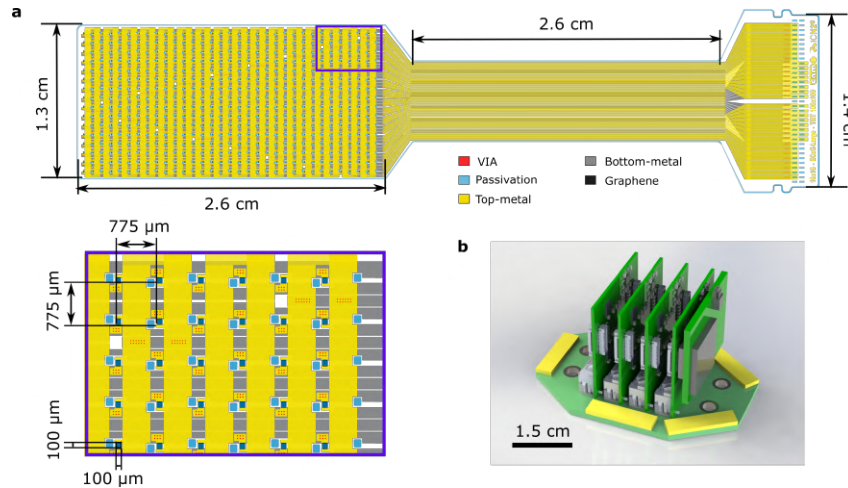 a
2.6 cm
1.3 cm
2.6 cm
VIA
Passivation
Top-metal
Bottom-metal
Graphene
775 µm
775 µm
100 µm
100 µm
b
1.5 cm